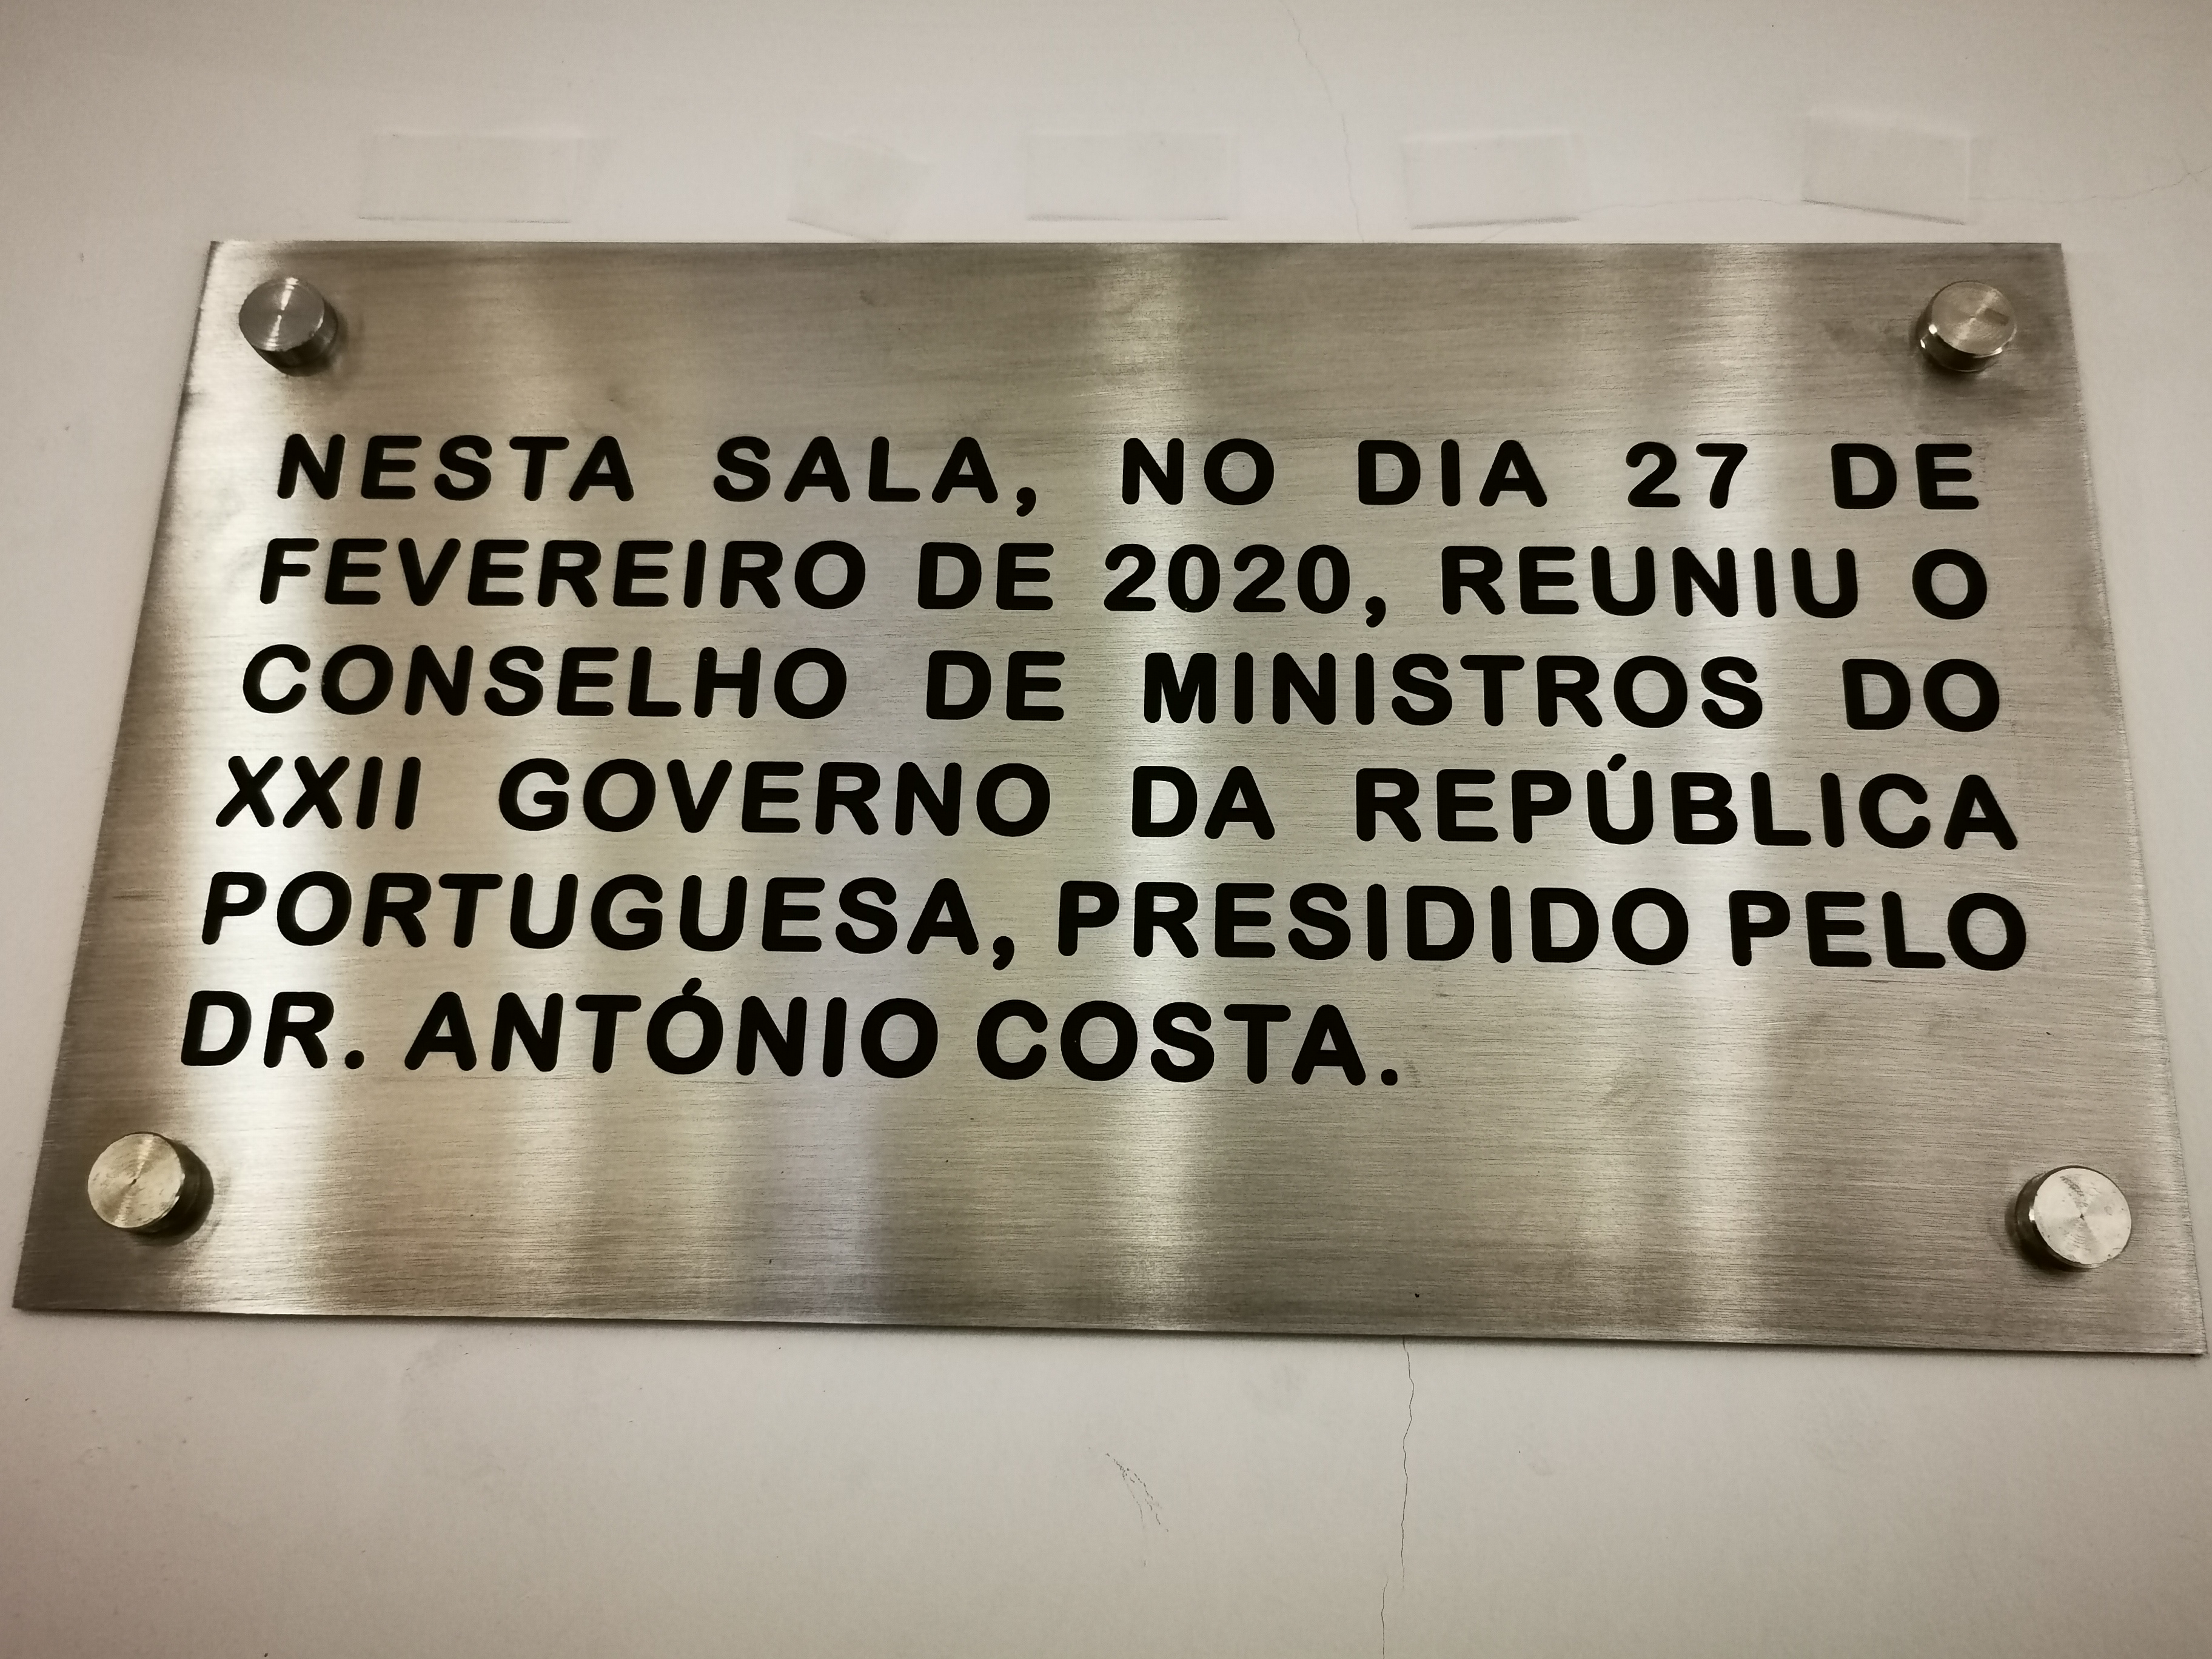 NESTA SALA, NO DIA 27 DE
FEVEREIRO DE 2020, REUNIU O
CONSELHO DE MINISTROS DO
XXII GOVERNO DA REPÚBLICA
PORTUGUESA, PRESIDIDO PELO
DR. ANTÓNIO COSTA.